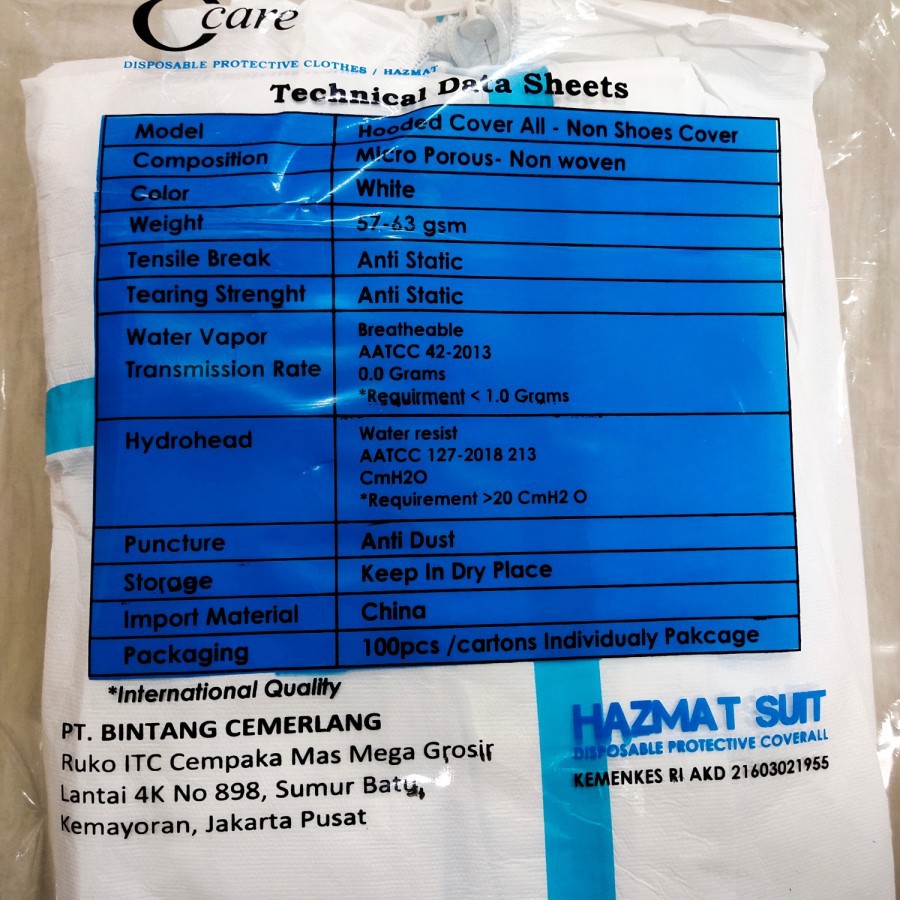 Ccare
DISPOSABLE PROTECTIVE CLOTHES / HAZMAT
Technical Data Sheets
Model Hooded Cover All - Non Shoes Cover
Composition Micro Porous- Non woven
Color White
Weight 57-63 gsm
Tensile Break Anti Static
Tearing Strenght Anti Static
Water Vapor
Transmission Rate
Breatheable
AATCC 42-2013
0.0 Grams
*Requirment < 1.0 Grams
Hydrohead
Water resist
AATCC 127-2018 213
CmH2O
*Requirement >20 CmH2 O
Puncture Anti Dust
Storage Keep In Dry Place
Import Material China
Packaging 100pcs /cartons Individualy Pakcage
*International Quality
PT. BINTANG CEMERLANG
Ruko ITC Cempaka Mas Mega Grosir
Lantai 4K No 898, Sumur Batu,
Kemayoran, Jakarta Pusat
HAZMAT SUIT
DISPOSABLE PROTECTIVE COVERALL
KEMENKES RI AKD 21603021955